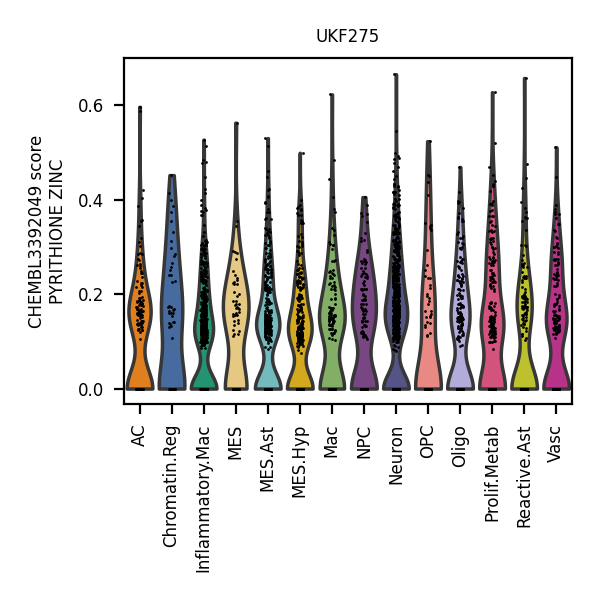 UKF275
CHEMBL3392049 score
PYRITHIONE ZINC
0.6
0.4
0.2
0.0
AC
Chromatin.Reg
Inflammatory.Mac
MES
MES.Ast
MES.Hyp
Mac
NPC
Neuron
OPC
Oligo
Prolif.Metab
Reactive.Ast
Vasc